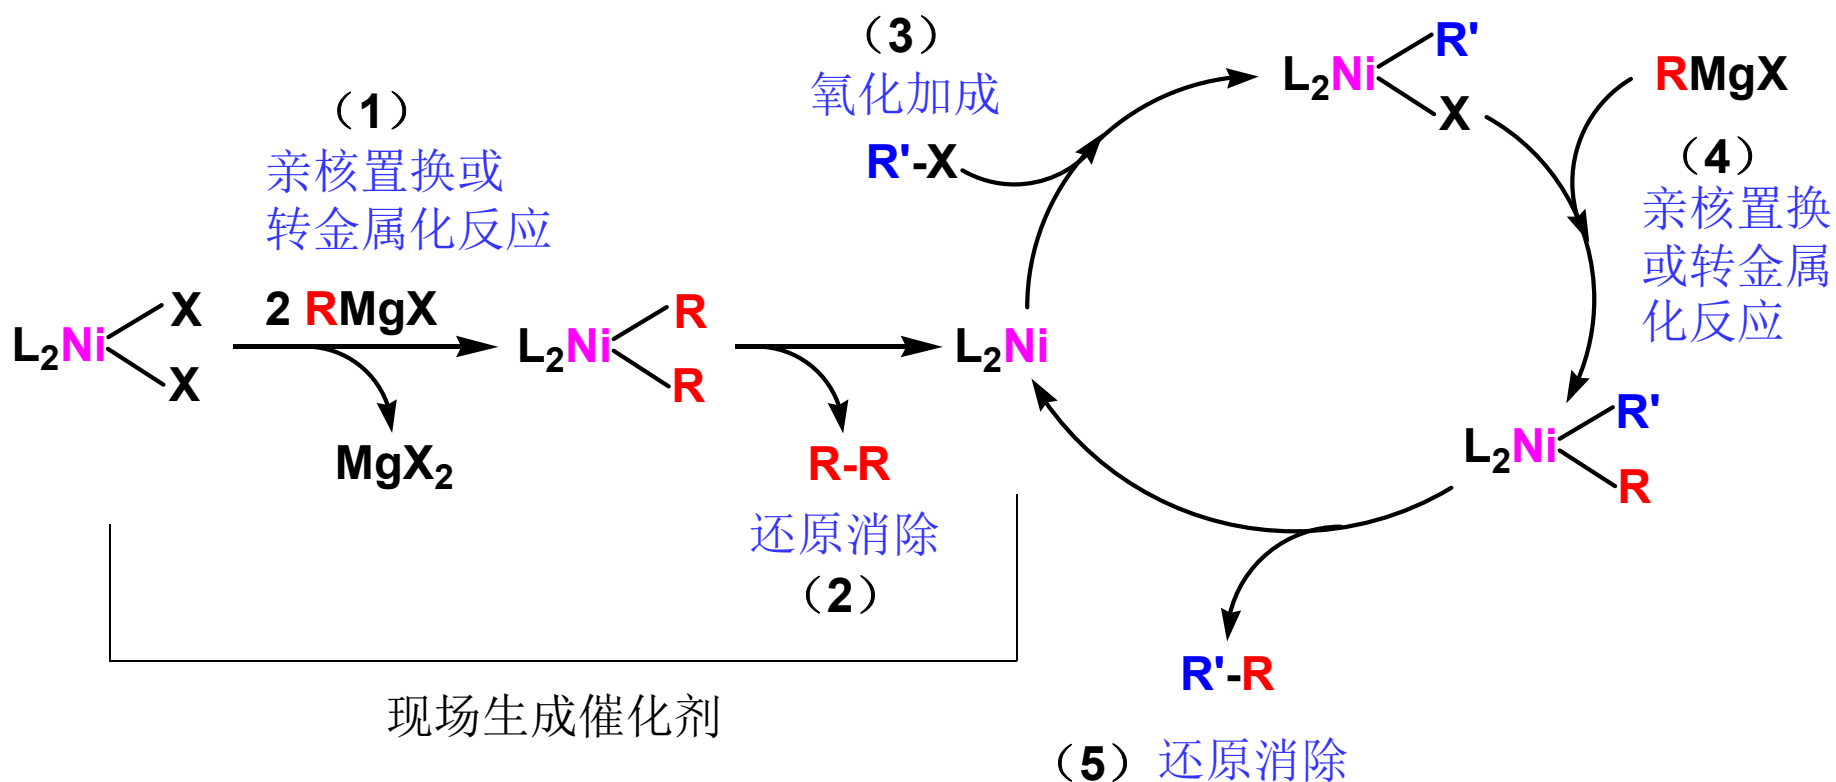 （1）
亲核置换或
转金属化反应
L2Ni
X
X
2 RMgX
MgX2
L2Ni
R
R
R-R
还原消除
（2）
现场生成催化剂
L2Ni
（3）
氧化加成
R'-X
L2Ni
R'
X
RMgX
（4）
亲核置换
或转金属
化反应
L2Ni
R'
R
R'-R
（5）还原消除